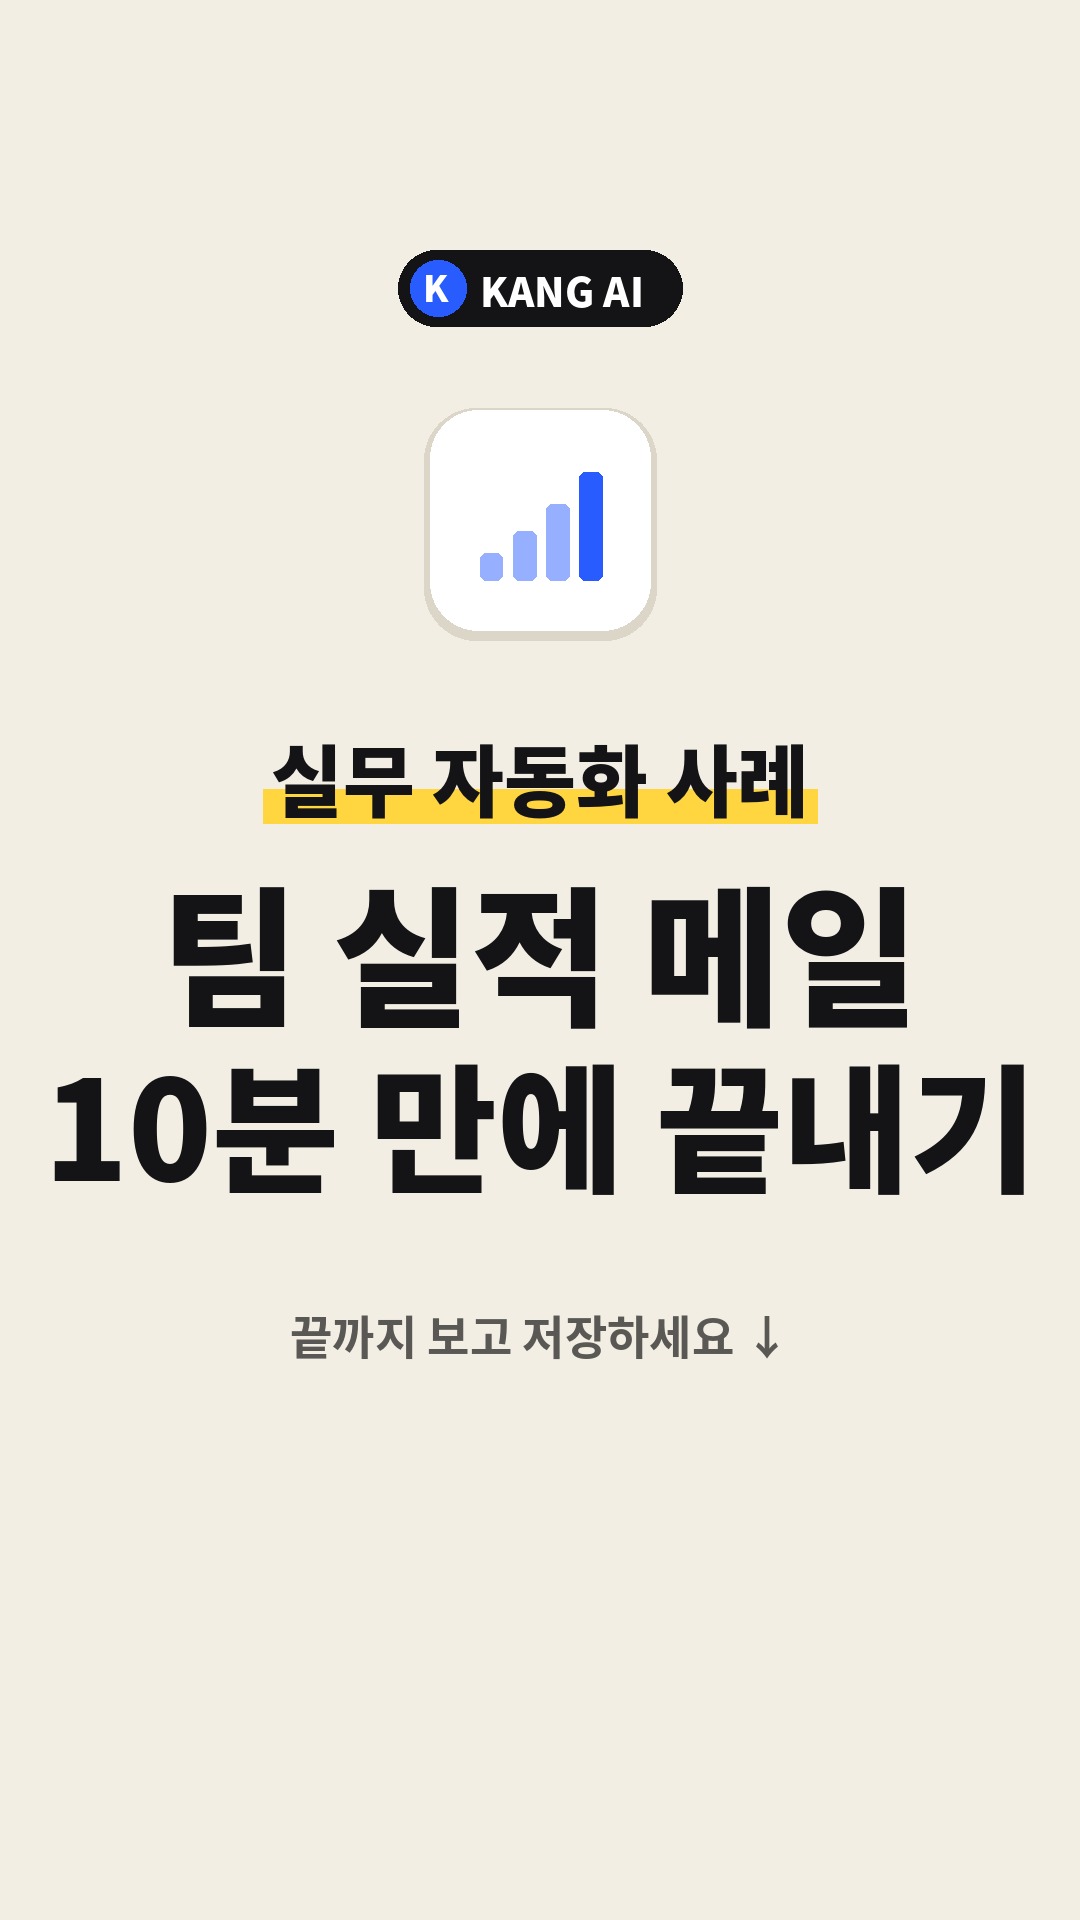 K KANG AI
실무 자동화 사례
팀 실적 메일
10분 만에 끝내기
끝까지 보고 저장하세요 ↓